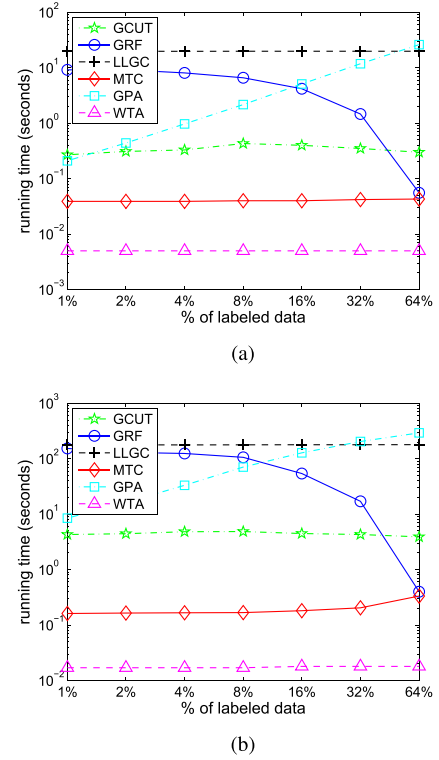 10^2
10^1
10^0
10^-1
10^-2
10^-3
running time (seconds)
GCUT
GRF
LLGC
MTC
GPA
WTA
1% 2% 4% 8% 16% 32% 64%
% of labeled data
(a)
10^3
10^2
10^1
10^0
10^-1
10^-2
running time (seconds)
GCUT
GRF
LLGC
MTC
GPA
WTA
1% 2% 4% 8% 16% 32% 64%
% of labeled data
(b)